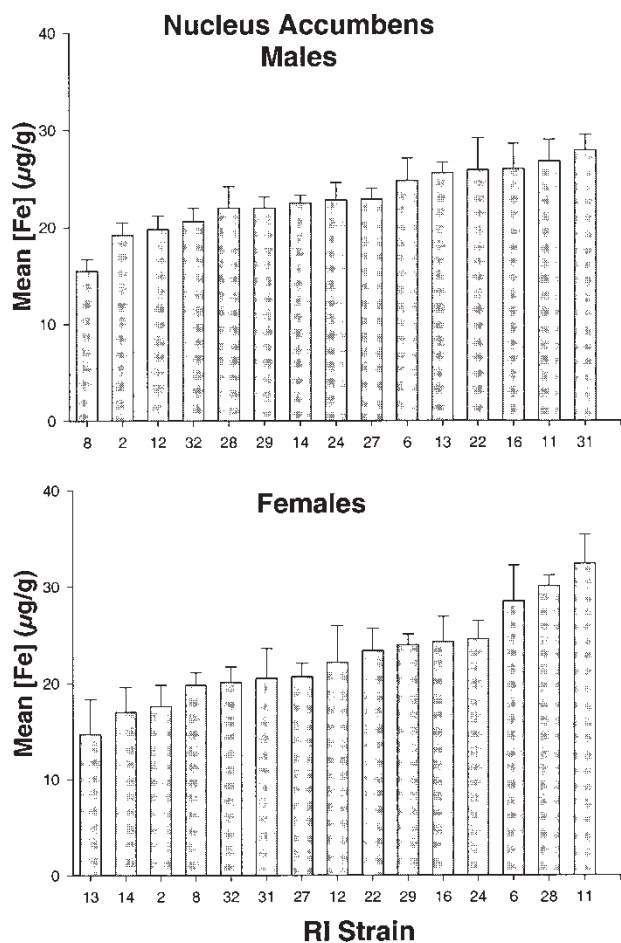 Nucleus Accumbens
Males
Mean [Fe] (µg/g)
40
30
20
10
0
8 2 12 32 28 29 14 24 27 6 13 22 16 11 31
Females
Mean [Fe] (µg/g)
40
30
20
10
0
13 14 2 8 32 31 27 12 22 29 16 24 6 28 11
RI Strain